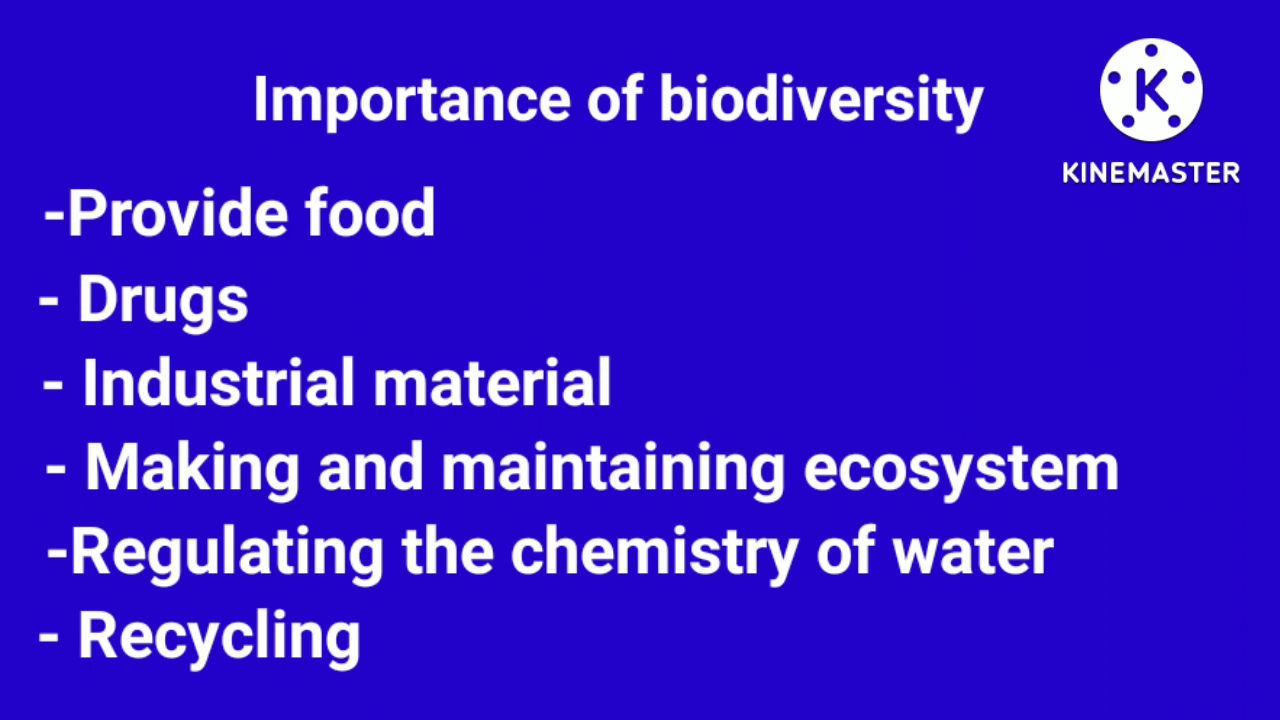 Importance of biodiversity
K
KINEMASTER
-Provide food
- Drugs
- Industrial material
- Making and maintaining ecosystem
-Regulating the chemistry of water
- Recycling